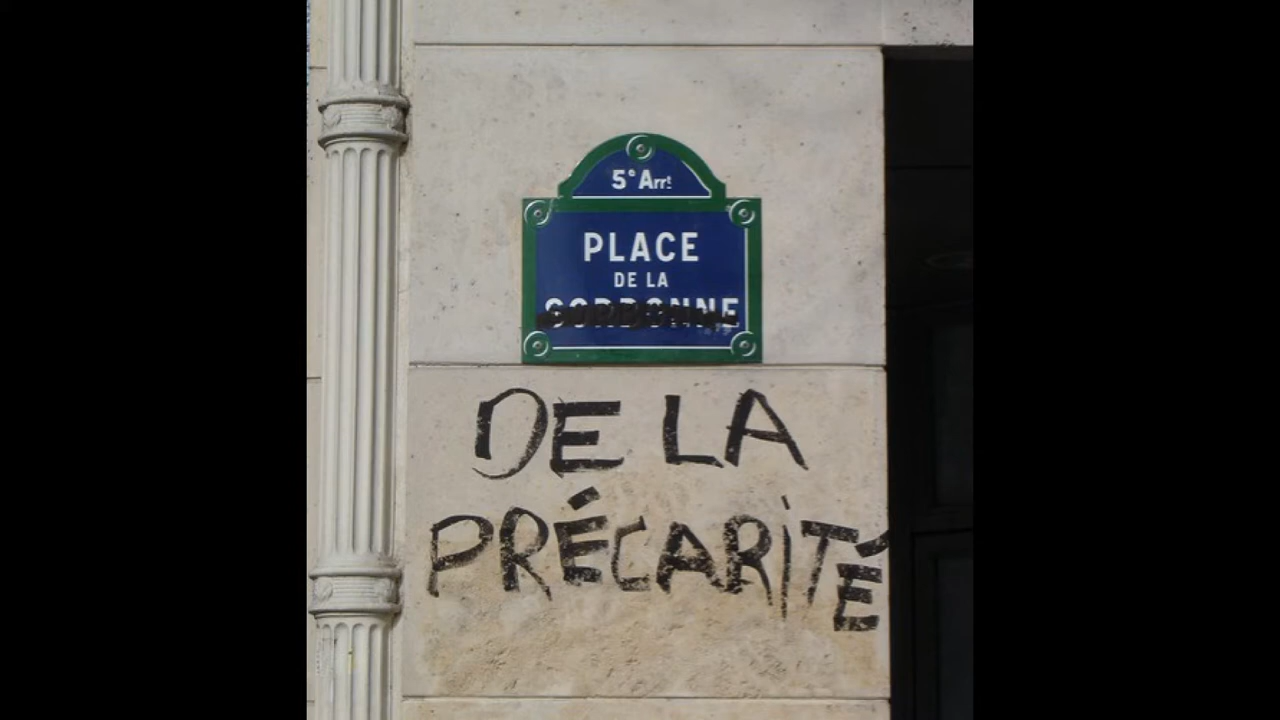 5e Arrt
PLACE
DE LA
SORBONNE
DE LA
PRÉCARiTÉ